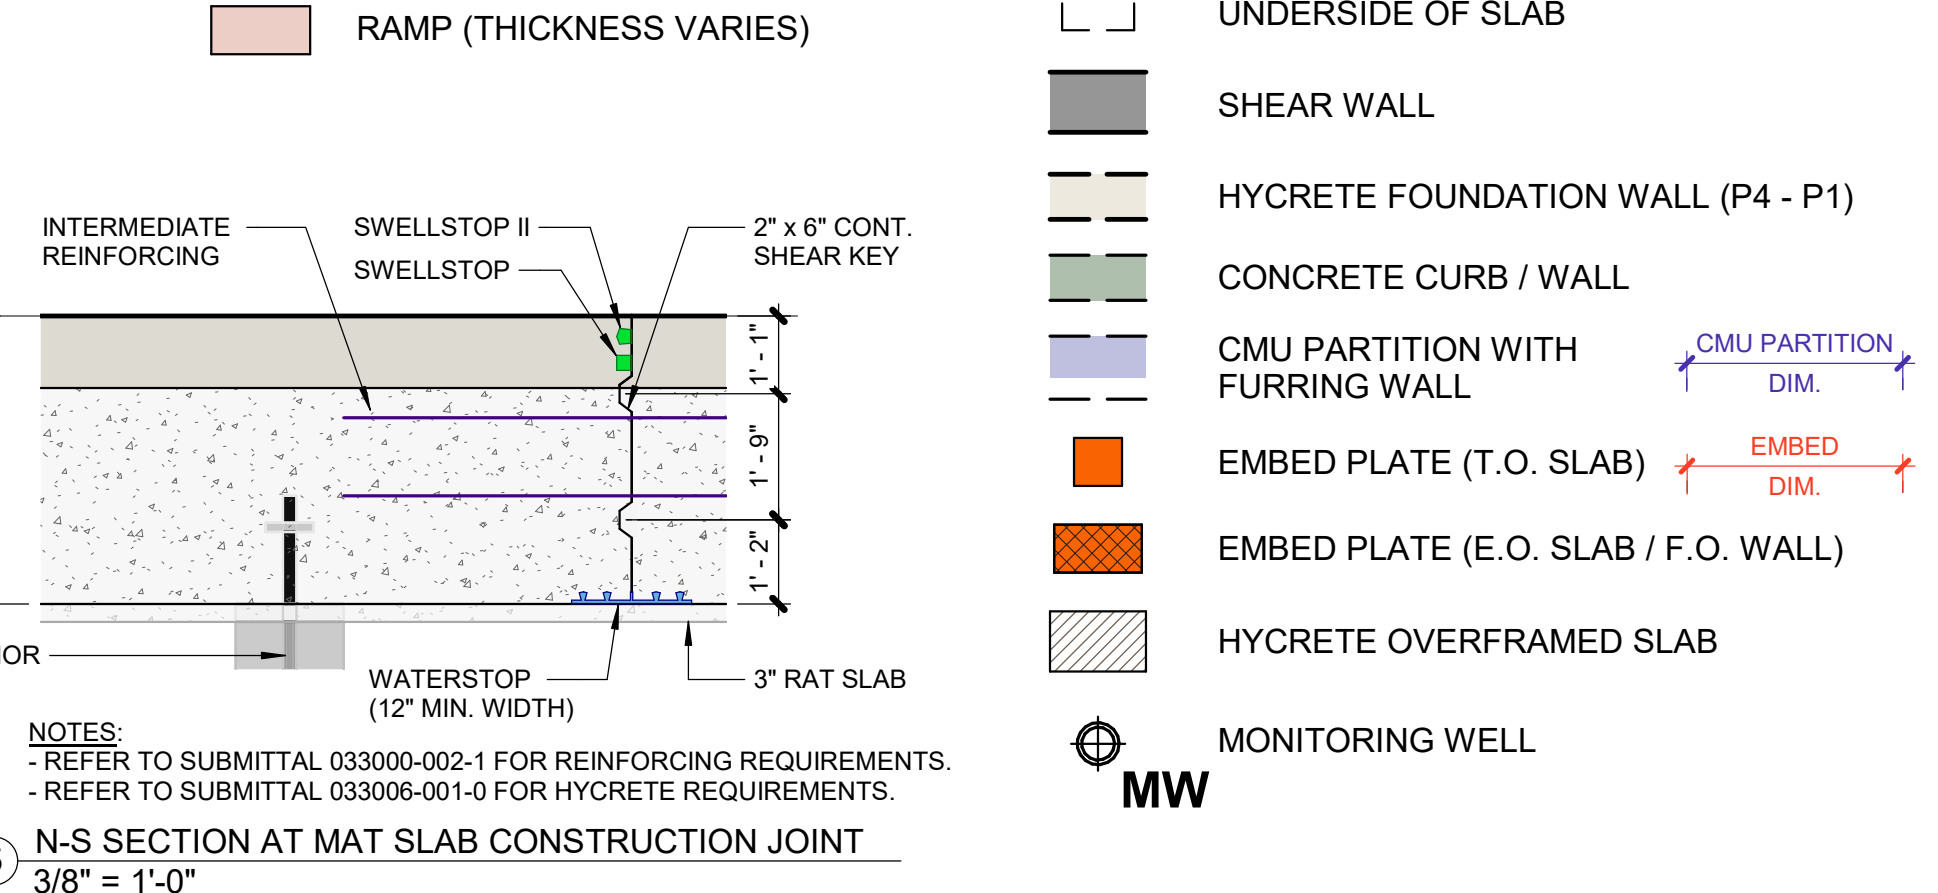 RAMP (THICKNESS VARIES)
INTERMEDIATE
REINFORCING
SWELLSTOP II
SWELLSTOP
2" x 6" CONT.
SHEAR KEY
1' - 1"
1' - 9"
1' - 2"
WATERSTOP
(12" MIN. WIDTH)
3" RAT SLAB
NOTES:
- REFER TO SUBMITTAL 033000-002-1 FOR REINFORCING REQUIREMENTS.
- REFER TO SUBMITTAL 033006-001-0 FOR HYCRETE REQUIREMENTS.
N-S SECTION AT MAT SLAB CONSTRUCTION JOINT
3/8" = 1'-0"
UNDERSIDE OF SLAB
SHEAR WALL
HYCRETE FOUNDATION WALL (P4 - P1)
CONCRETE CURB / WALL
CMU PARTITION WITH
FURRING WALL
CMU PARTITION
DIM.
EMBED PLATE (T.O. SLAB)
EMBED
DIM.
EMBED PLATE (E.O. SLAB / F.O. WALL)
HYCRETE OVERFRAMED SLAB
MONITORING WELL
MW